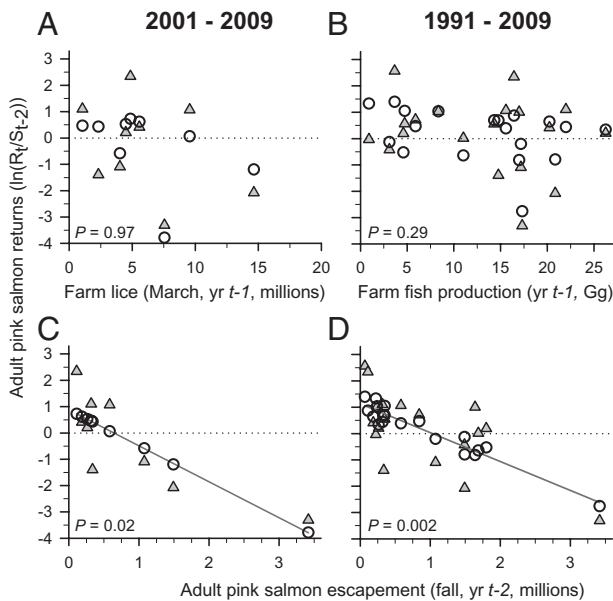 A 2001 - 2009
B 1991 - 2009
Adult pink salmon returns (ln(Rt/St-2))
3
2
1
0
-1
-2
-3
-4
P = 0.97
0 5 10 15 20
Farm lice (March, yr t-1, millions)
P = 0.29
0 5 10 15 20 25
Farm fish production (yr t-1, Gg)
C
3
2
1
0
-1
-2
-3
-4
P = 0.02
0 1 2 3
D
P = 0.002
0 1 2 3
Adult pink salmon escapement (fall, yr t-2, millions)